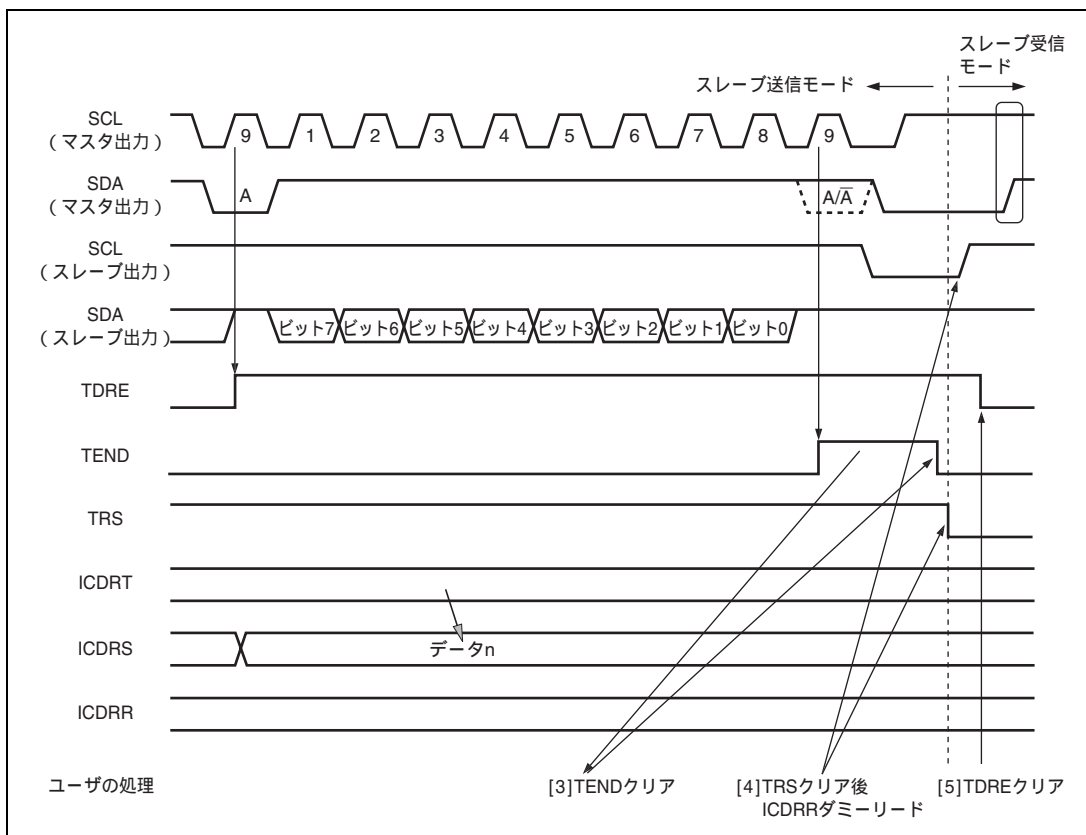 スレーブ受信
モード
スレーブ送信モード
SCL
(マスタ出力)
9 1 2 3 4 5 6 7 8 9
SDA
(マスタ出力)
A A/A̅
SCL
(スレーブ出力)
SDA
(スレーブ出力)
ビット7 ビット6 ビット5 ビット4 ビット3 ビット2 ビット1 ビット0
TDRE
TEND
TRS
ICDRT
ICDRS
データn
ICDRR
ユーザの処理
[3]TENDクリア
[4]TRSクリア後
ICDRRダミーリード
[5]TDREクリア